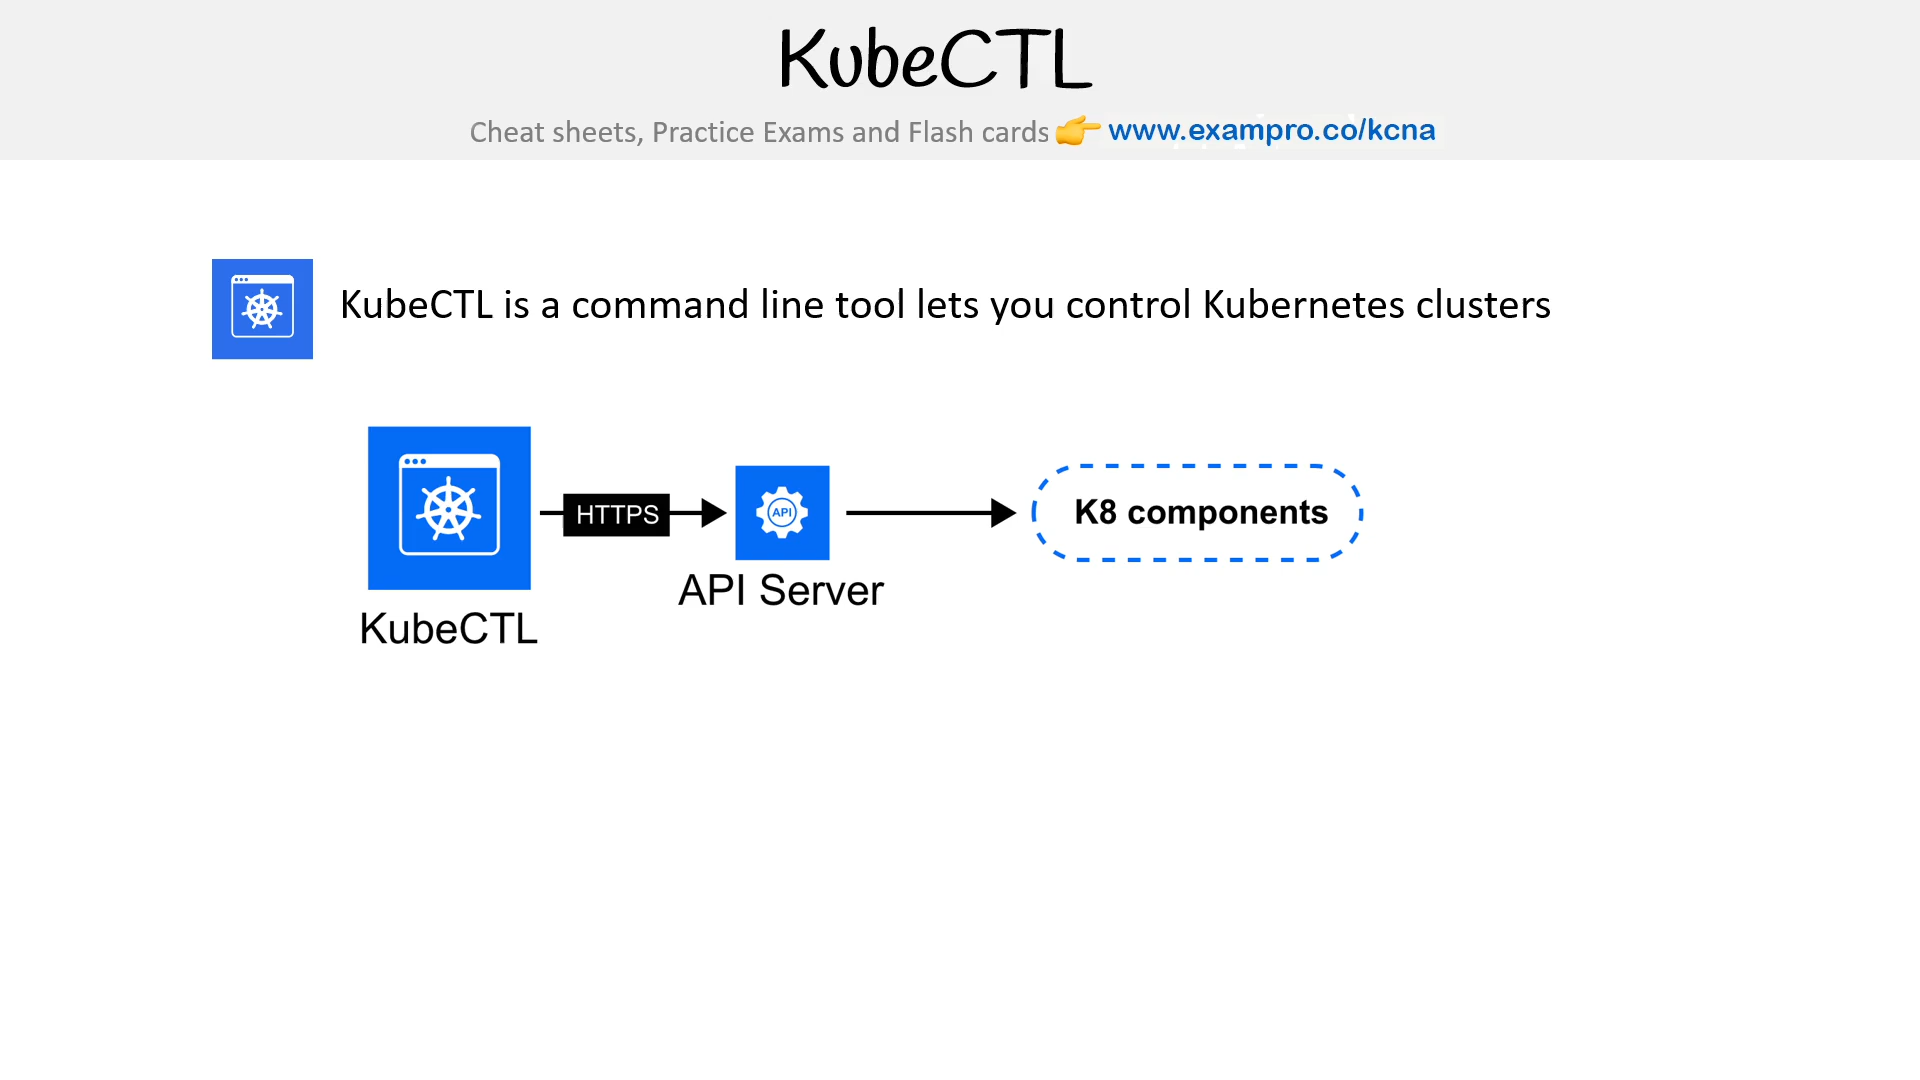 KubeCTL
Cheat sheets, Practice Exams and Flash cards 👉 www.exampro.co/kcna
KubeCTL is a command line tool lets you control Kubernetes clusters
HTTPS
API
K8 components
API Server
KubeCTL